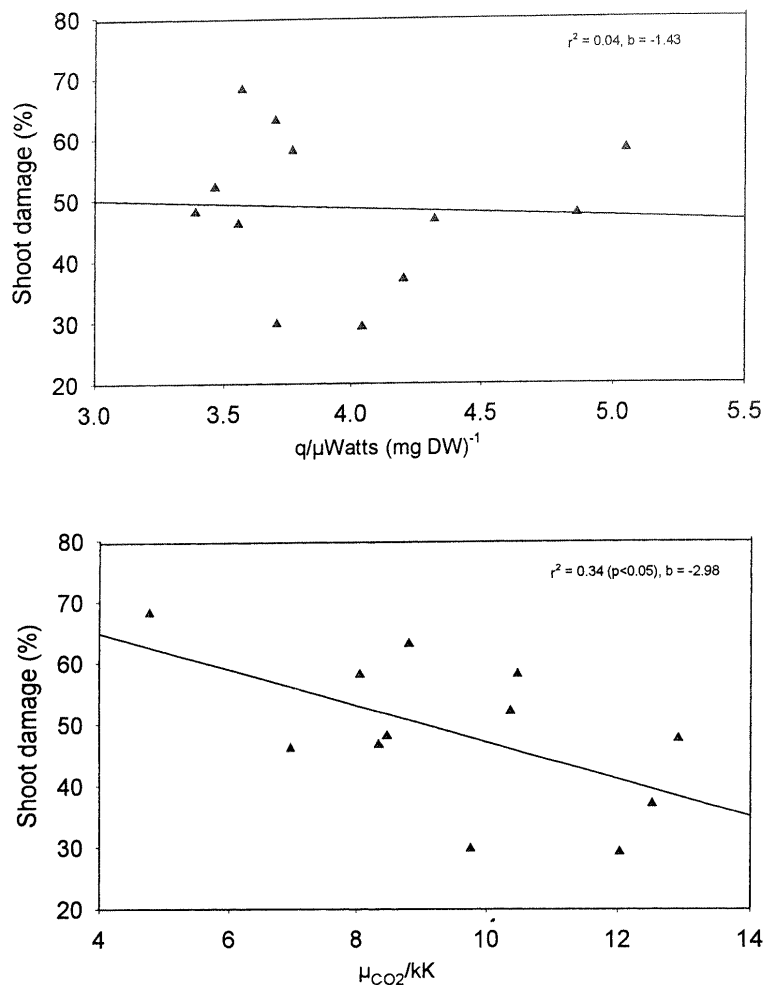 80
r² = 0.04, b = -1.43
70
60
50
40
30
20
Shoot damage (%)
3.0 3.5 4.0 4.5 5.0 5.5
q/µWatts (mg DW)⁻¹
80
r² = 0.34 (p<0.05), b = -2.98
70
60
50
40
30
20
Shoot damage (%)
4 6 8 10 12 14
µCO2/kK